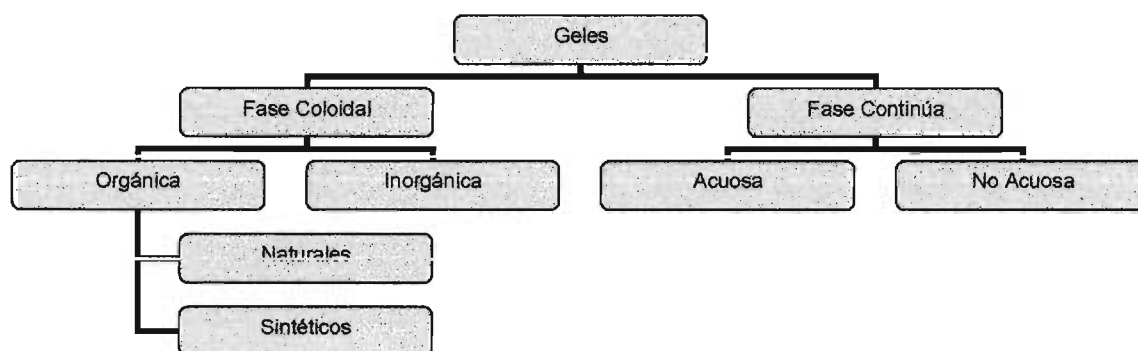 Geles
Fase Coloidal
Fase Continúa
Orgánica
Inorgánica
Acuosa
No Acuosa
Naturales
Sintéticos